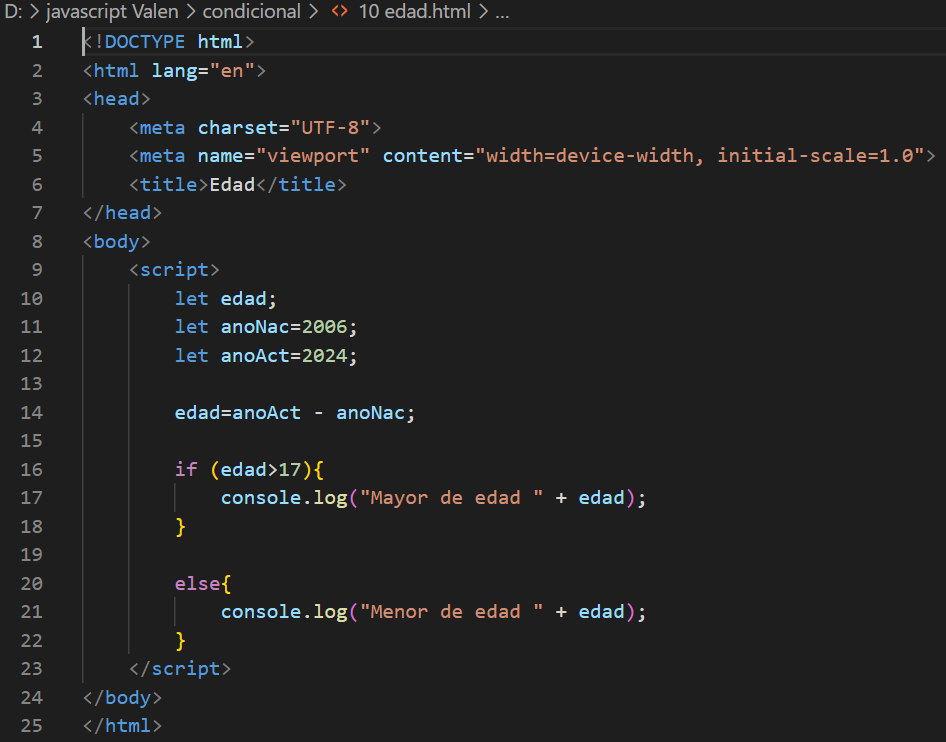 D: > javascript Valen > condicional > <> 10 edad.html > ...
1 <!DOCTYPE html>
2 <html lang="en">
3 <head>
4 <meta charset="UTF-8">
5 <meta name="viewport" content="width=device-width, initial-scale=1.0">
6 <title>Edad</title>
7 </head>
8 <body>
9 <script>
10 let edad;
11 let anoNac=2006;
12 let anoAct=2024;
13
14 edad=anoAct - anoNac;
15
16 if (edad>17){
17 console.log("Mayor de edad " + edad);
18 }
19
20 else{
21 console.log("Menor de edad " + edad);
22 }
23 </script>
24 </body>
25 </html>